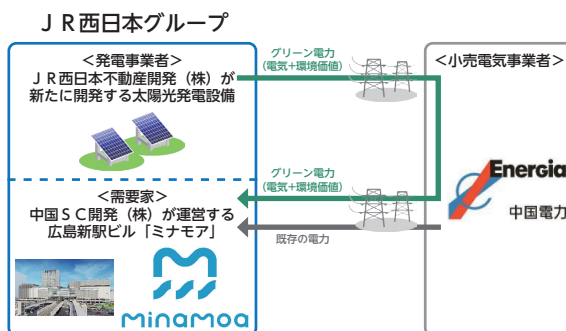 ＪＲ西日本グループ
＜発電事業者＞
ＪＲ西日本不動産開発（株）が
新たに開発する太陽光発電設備
グリーン電力
（電気＋環境価値）
＜小売電気事業者＞
Energia
中国電力
＜需要家＞
中国ＳＣ開発（株）が運営する
広島新駅ビル「ミナモア」
グリーン電力
（電気＋環境価値）
既存の電力
minamoa